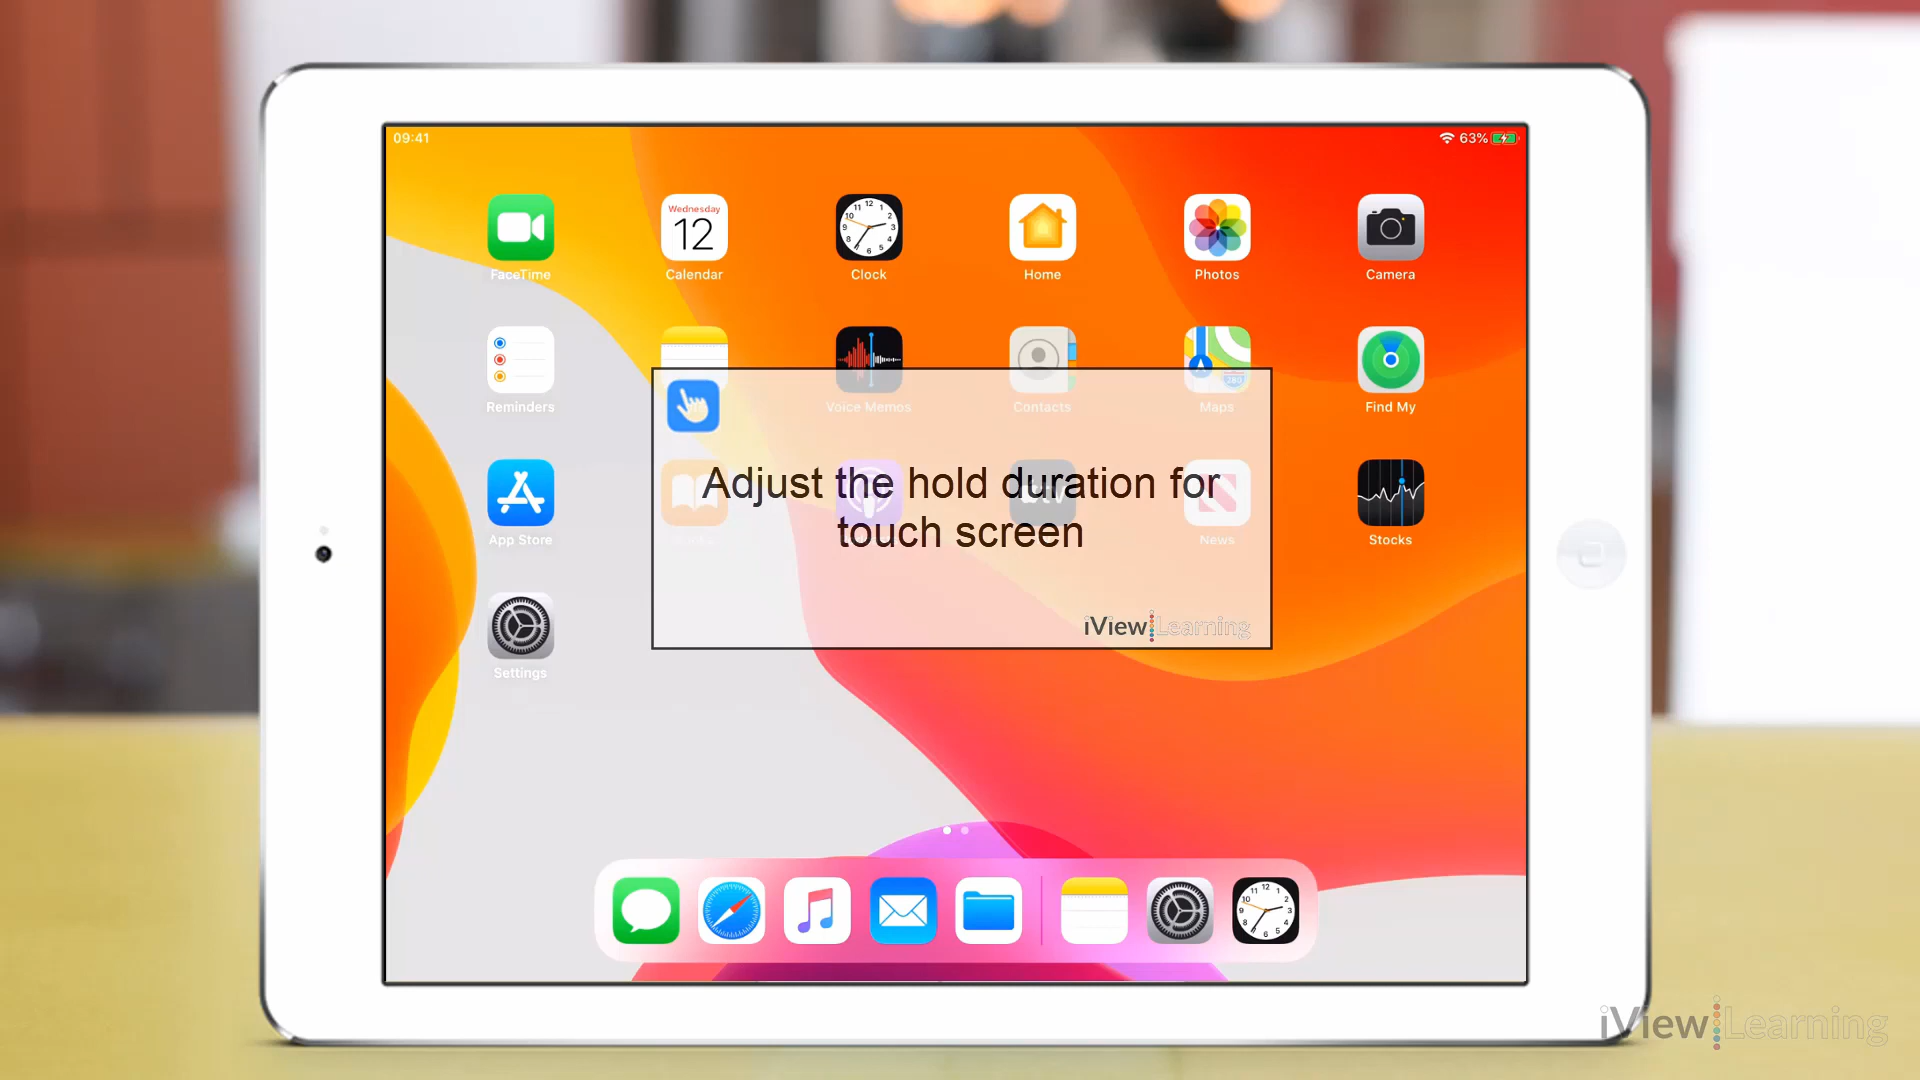 09:41
63%
FaceTime
Wednesday
12
Calendar
Clock
Home
Photos
Camera
280
Reminders
Voice Memos
Contacts
Maps
Find My
Adjust the hold duration for
touch screen
App Store
News
Stocks
iView Learning
Settings
iView Learning